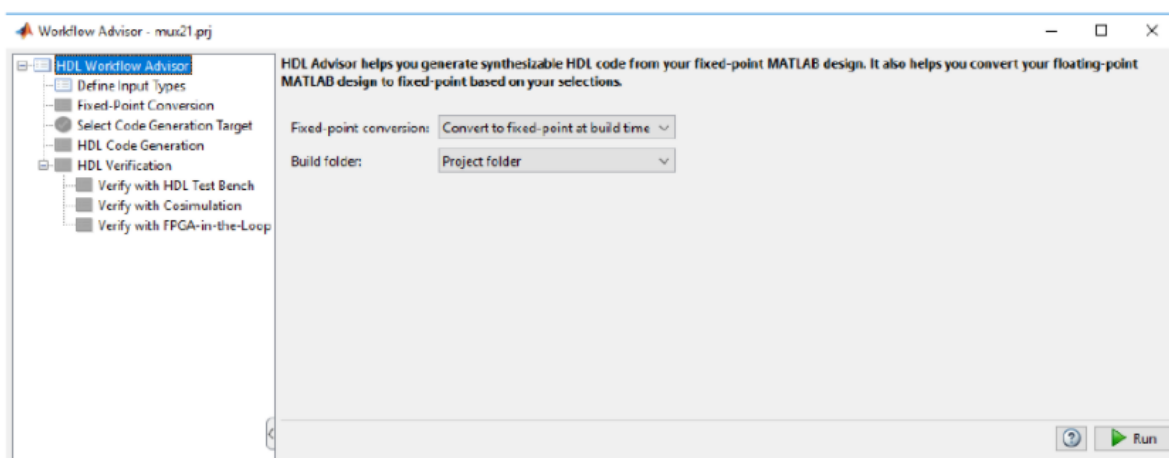 Workflow Advisor - mux21.prj
HDL Workflow Advisor
Define Input Types
Fixed-Point Conversion
Select Code Generation Target
HDL Code Generation
HDL Verification
Verify with HDL Test Bench
Verify with Cosimulation
Verify with FPGA-in-the-Loop
HDL Advisor helps you generate synthesizable HDL code from your fixed-point MATLAB design. It also helps you convert your floating-point
MATLAB design to fixed-point based on your selections.
Fixed-point conversion: Convert to fixed-point at build time
Build folder: Project folder
Run